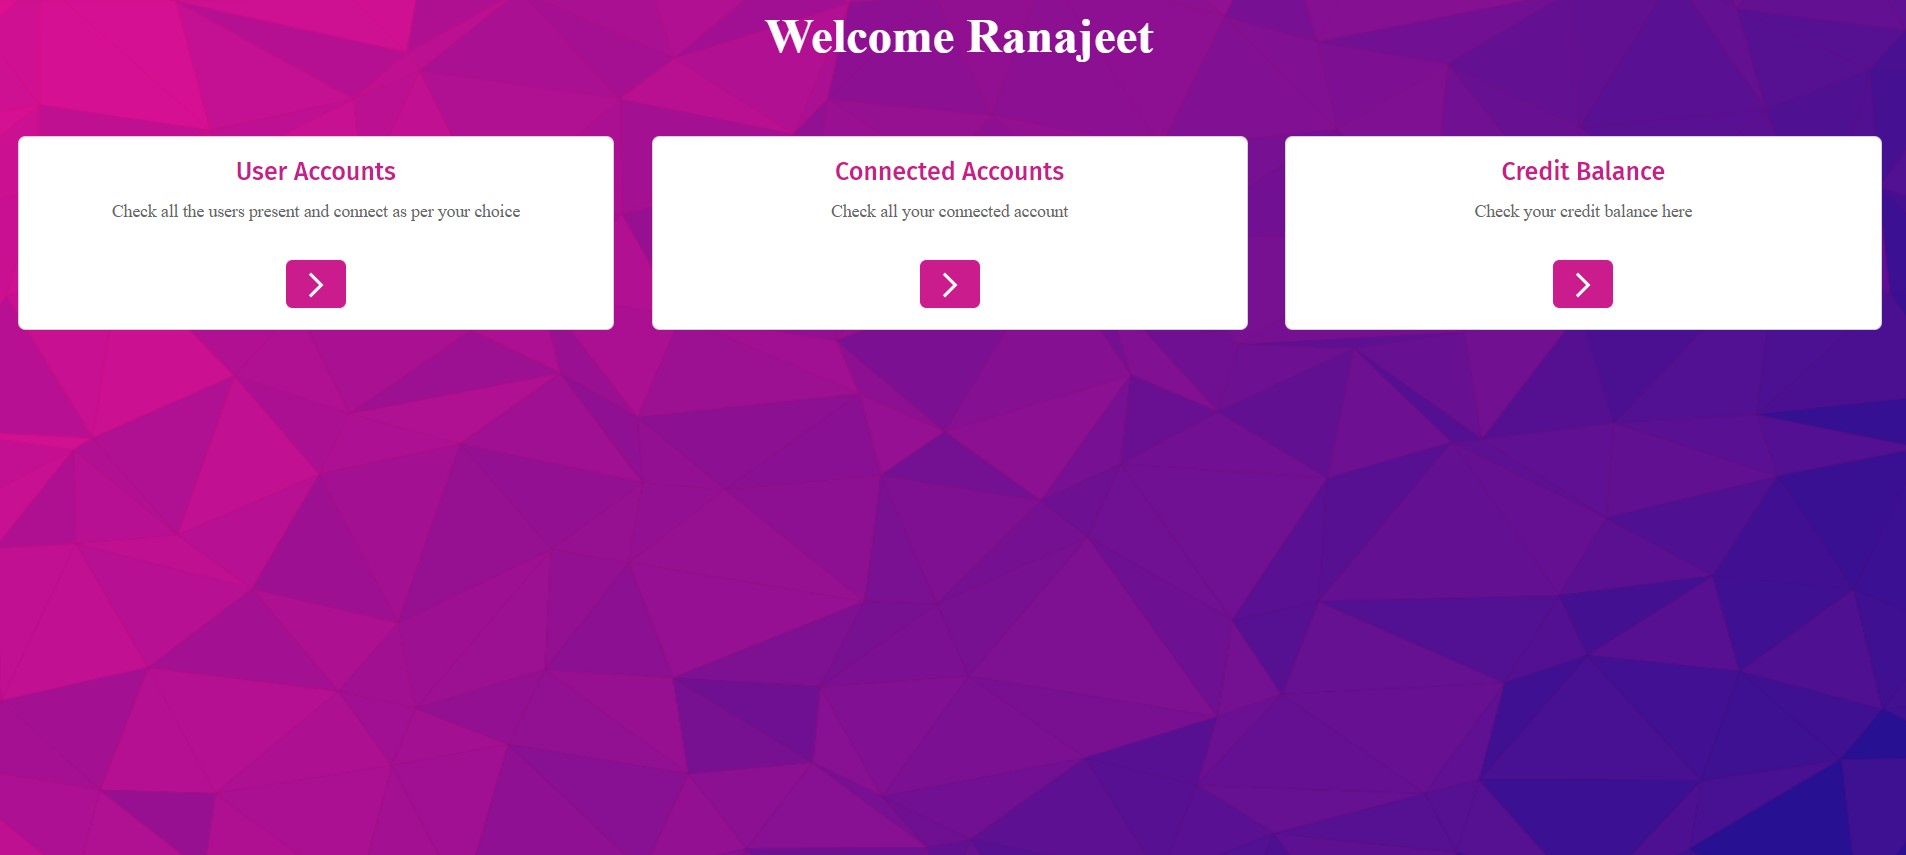 Welcome Ranajeet
User Accounts
Check all the users present and connect as per your choice
Connected Accounts
Check all your connected account
Credit Balance
Check your credit balance here